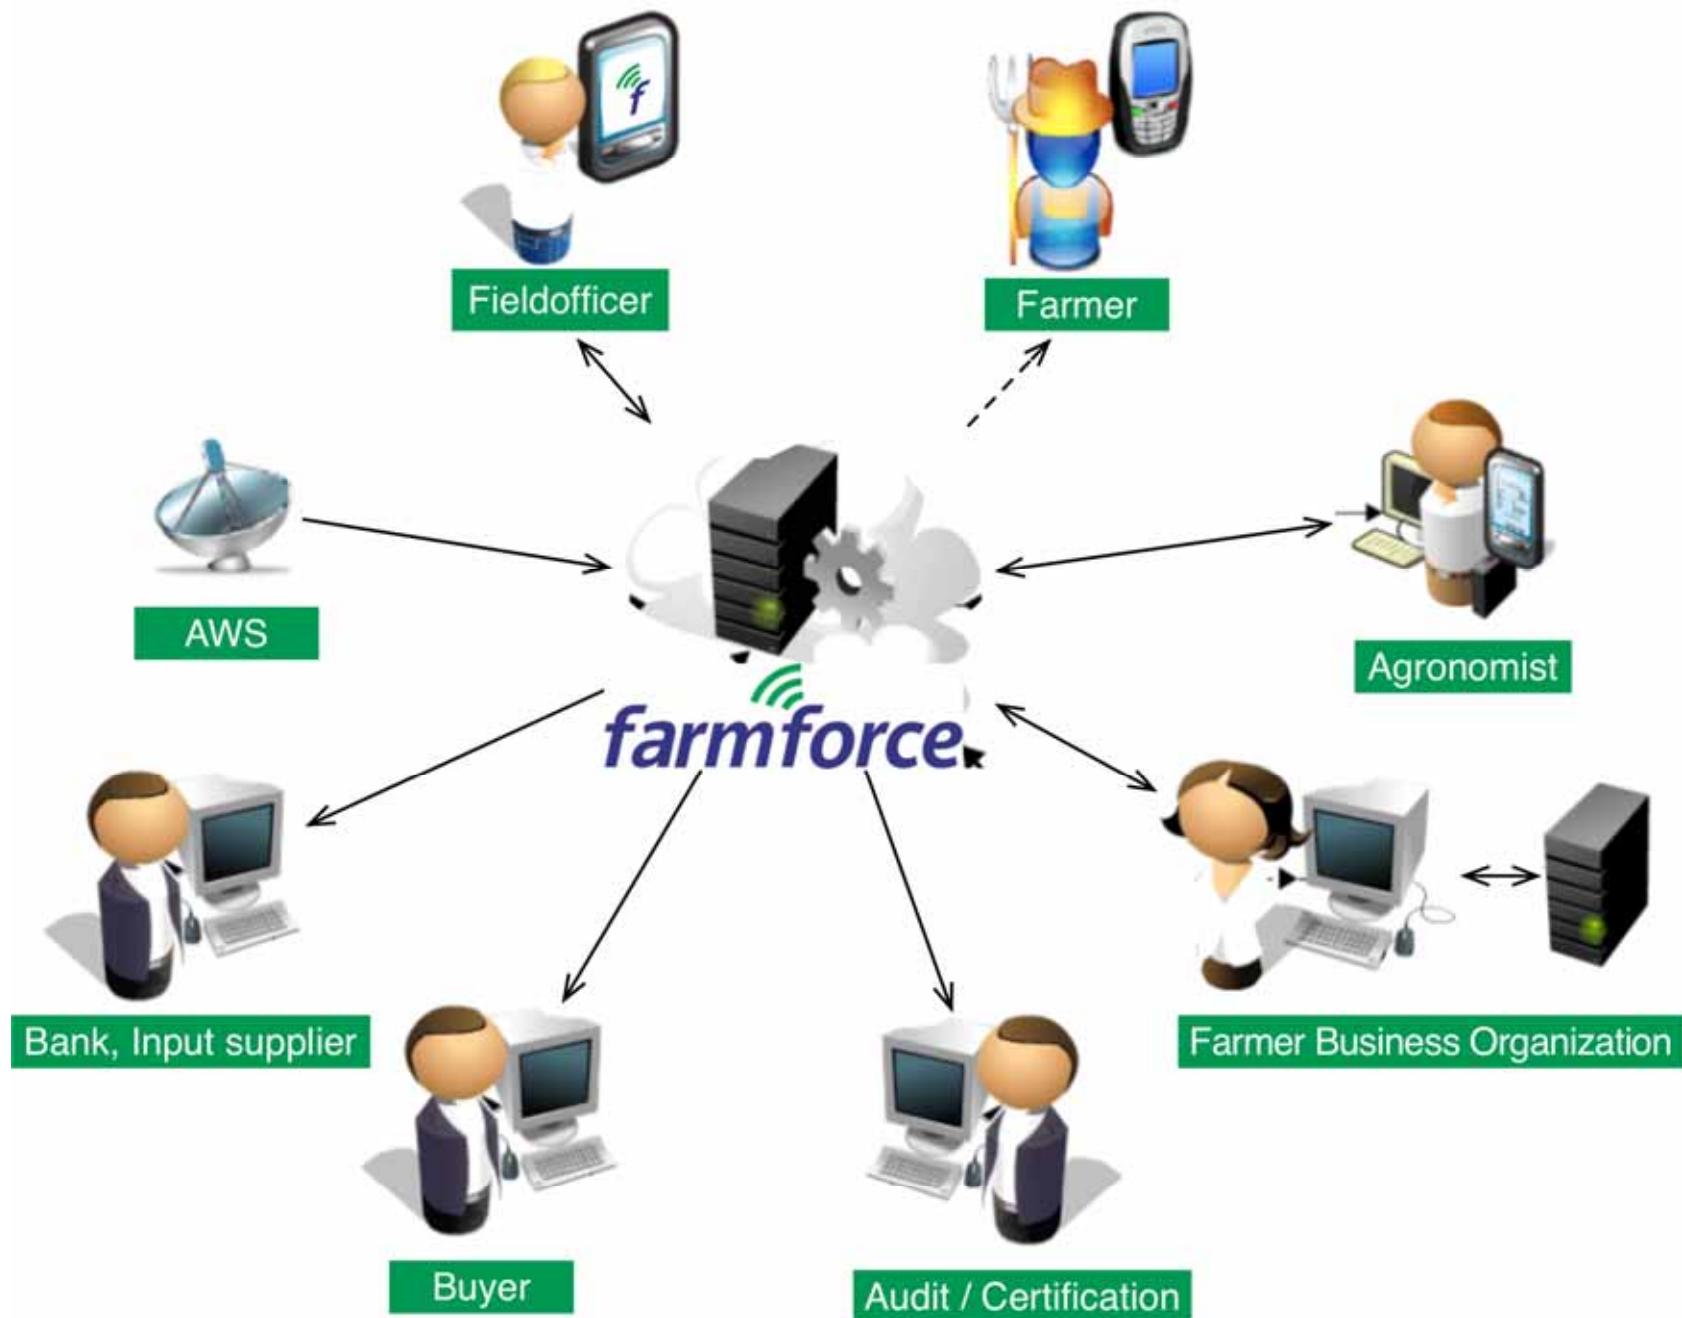 f
Fieldofficer
Farmer
AWS
Agronomist
farmforce
Bank, Input supplier
Farmer Business Organization
Buyer
Audit / Certification